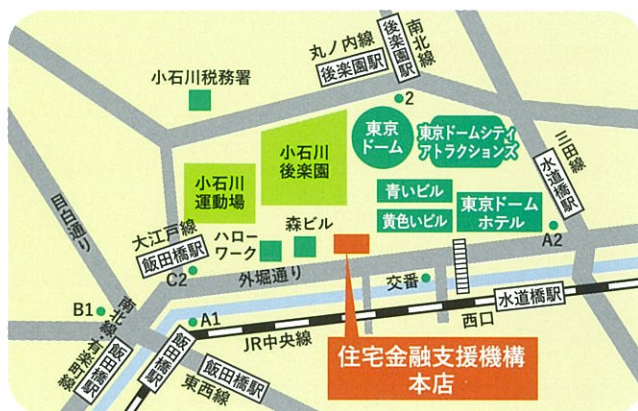 丸ノ内線
後楽園駅
後楽園駅
南北線
小石川税務署
2
東京
ドーム
東京ドームシティ
アトラクションズ
三田線
水道橋駅
小石川
後楽園
小石川
運動場
青いビル
黄色いビル
東京ドーム
ホテル
A2
目白通り
大江戸線
飯田橋駅
C2
ハロー
ワーク
森ビル
外堀通り
交番
水道橋駅
西口
B1
A1
南北線・有楽町線
飯田橋駅
飯田橋駅
JR中央線
東西線
飯田橋駅
住宅金融支援機構
本店